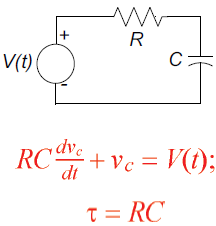 +
R
V(t)
C
-
RC dv_c/dt + v_c = V(t);
τ = RC